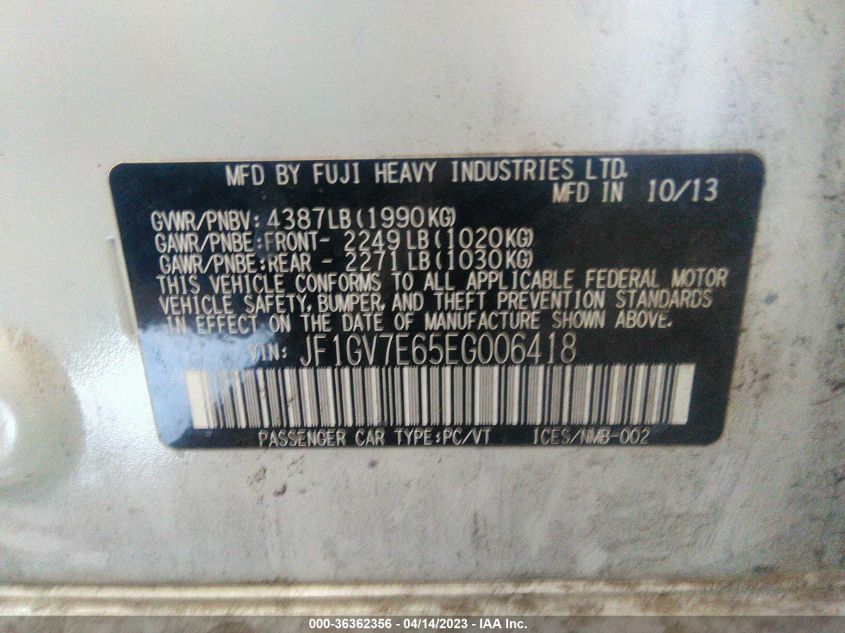 MFD BY FUJI HEAVY INDUSTRIES LTD.
MFD IN 10/13
GVWR/PNBV: 4387LB(1990KG)
GAWR/PNBE:FRONT- 2249LB(1020KG)
GAWR/PNBE:REAR - 2271LB(1030KG)
THIS VEHICLE CONFORMS TO ALL APPLICABLE FEDERAL MOTOR
VEHICLE SAFETY, BUMPER, AND THEFT PREVENTION STANDARDS
IN EFFECT ON THE DATE OF MANUFACTURE SHOWN ABOVE.
VIN: JF1GV7E65EG006418
PASSENGER CAR TYPE:PC/VT ICES/NMB-002
000-36362356 - 04/14/2023 - IAA Inc.